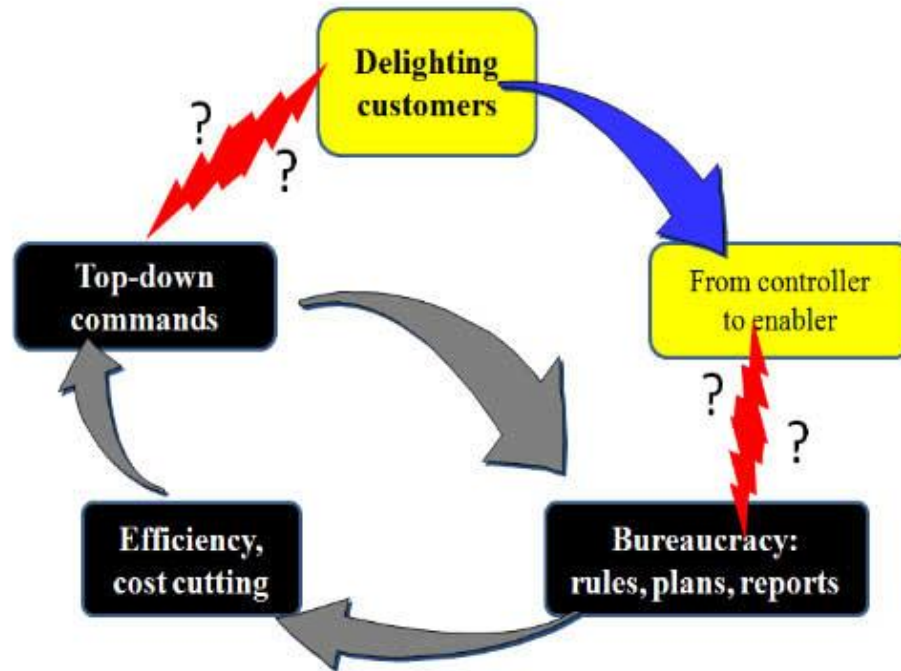 Delighting
customers
?
?
Top-down
commands
From controller
to enabler
?
?
Efficiency,
cost cutting
Bureaucracy:
rules, plans, reports